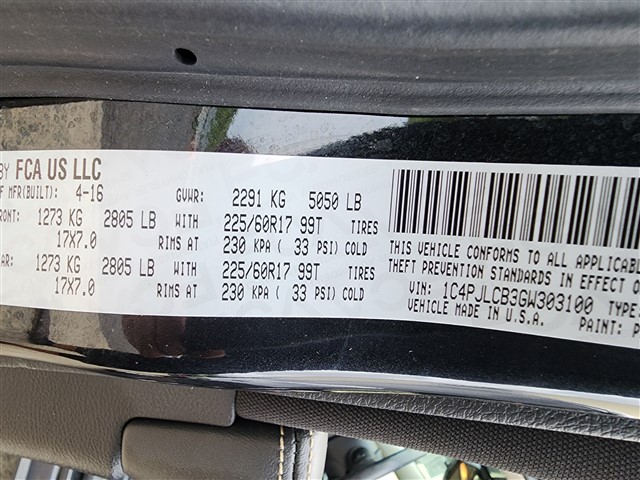 BY FCA US LLC
OF MFR(BUILT): 4-16 GVWR: 2291 KG 5050 LB
FRONT: 1273 KG 2805 LB WITH 225/60R17 99T TIRES
17X7.0 RIMS AT 230 KPA ( 33 PSI) COLD
AR: 1273 KG 2805 LB WITH 225/60R17 99T TIRES
17X7.0 RIMS AT 230 KPA ( 33 PSI) COLD
THIS VEHICLE CONFORMS TO ALL APPLICAB
THEFT PREVENTION STANDARDS IN EFFECT O
VIN: 1C4PJLCB3GW303100 TYPE:
VEHICLE MADE IN U.S.A. PAINT: P